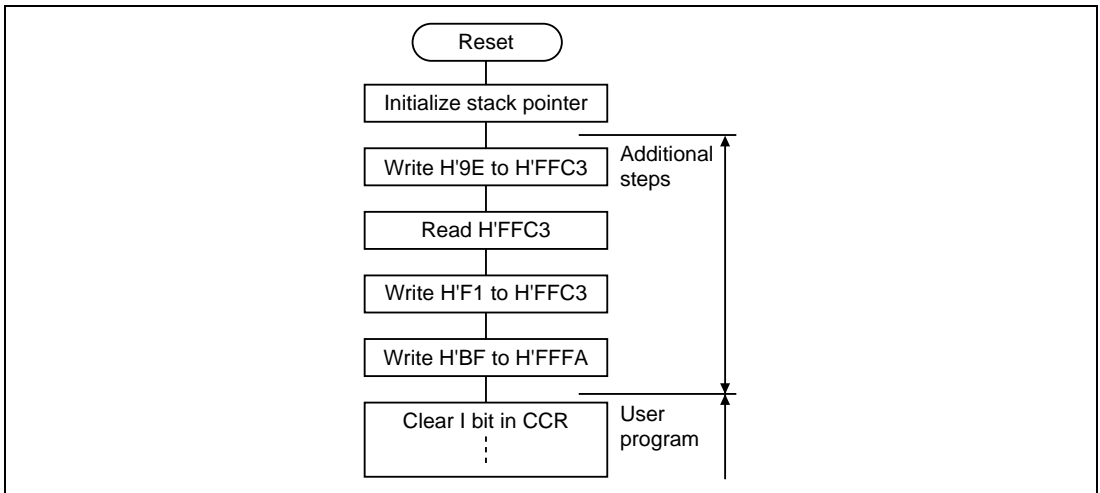 Reset
Initialize stack pointer
Write H'9E to H'FFC3
Additional
steps
Read H'FFC3
Write H'F1 to H'FFC3
Write H'BF to H'FFFA
Clear I bit in CCR
User
program